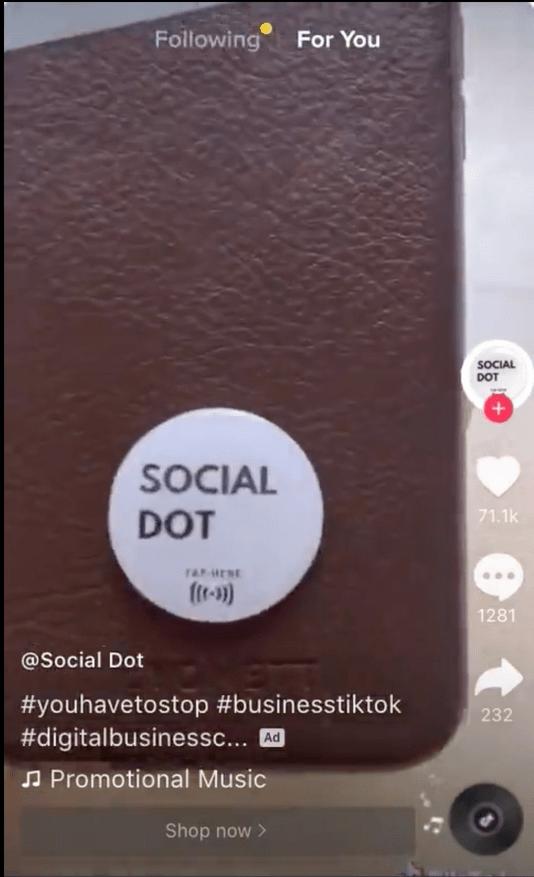 Following For You
SOCIAL
DOT
SOCIAL
DOT
TAP HERE
71.1k
1281
@Social Dot
#youhavetostop #businesstiktok
232
#digitalbusinessc... Ad
Promotional Music
Shop now >